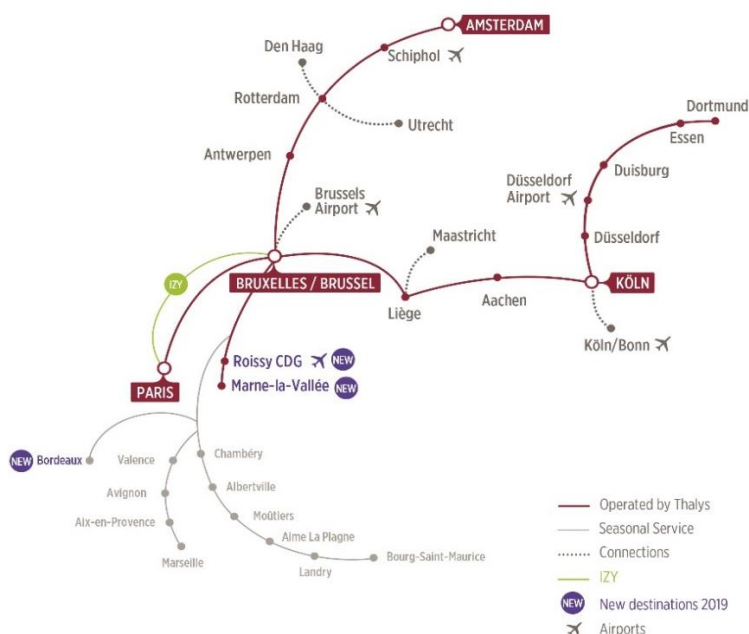 AMSTERDAM
Den Haag
Schiphol
Dortmund
Rotterdam
Essen
Utrecht
Antwerpen
Duisburg
Düsseldorf
Airport
Brussels
Airport
Maastricht
Düsseldorf
IZY
BRUXELLES / BRUSSEL
KÖLN
Liège
Aachen
Köln/Bonn
Roissy CDG NEW
PARIS
Marne-la-Vallée NEW
NEW Bordeaux
Valence
Chambéry
Avignon
Albertville
Aix-en-Provence
Moûtiers
Marseille
Aime La Plagne
Landry
Bourg-Saint-Maurice
Operated by Thalys
Seasonal Service
Connections
IZY
NEW New destinations 2019
Airports